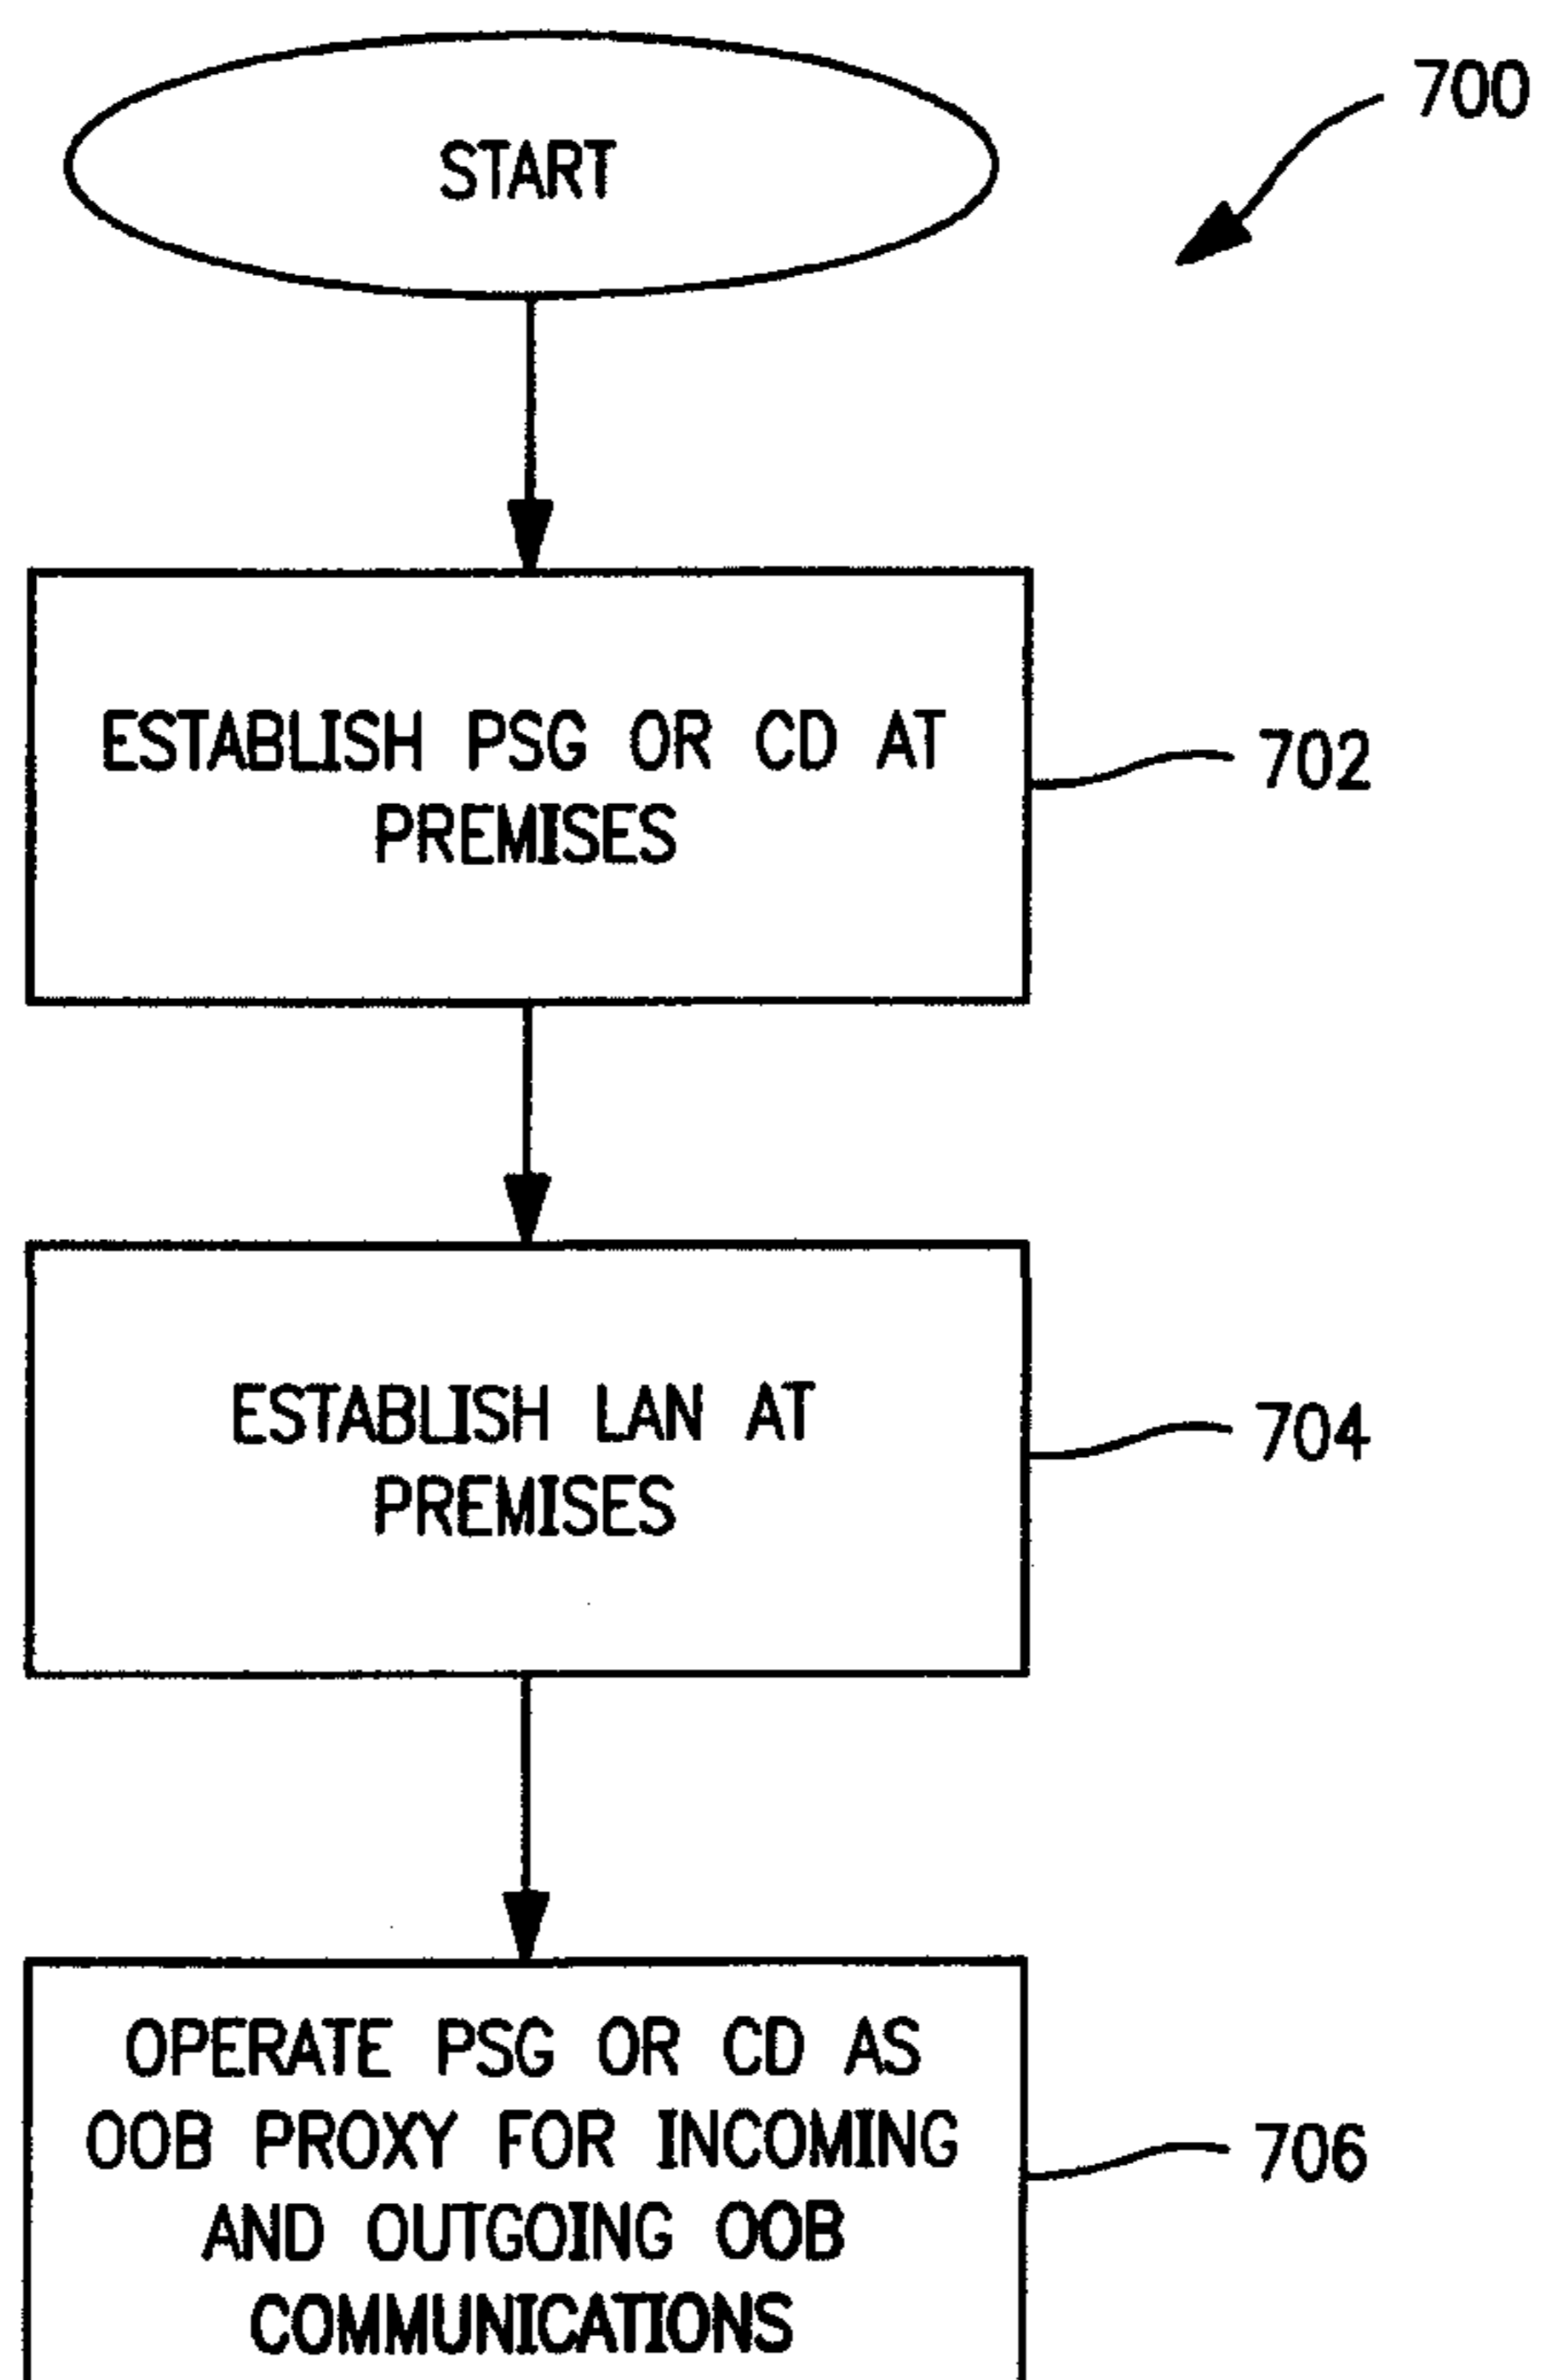 START
700
ESTABLISH PSG OR CD AT
PREMISES
702
ESTABLISH LAN AT
PREMISES
704
OPERATE PSG OR CD AS
OOB PROXY FOR INCOMING
AND OUTGOING OOB
COMMUNICATIONS
706